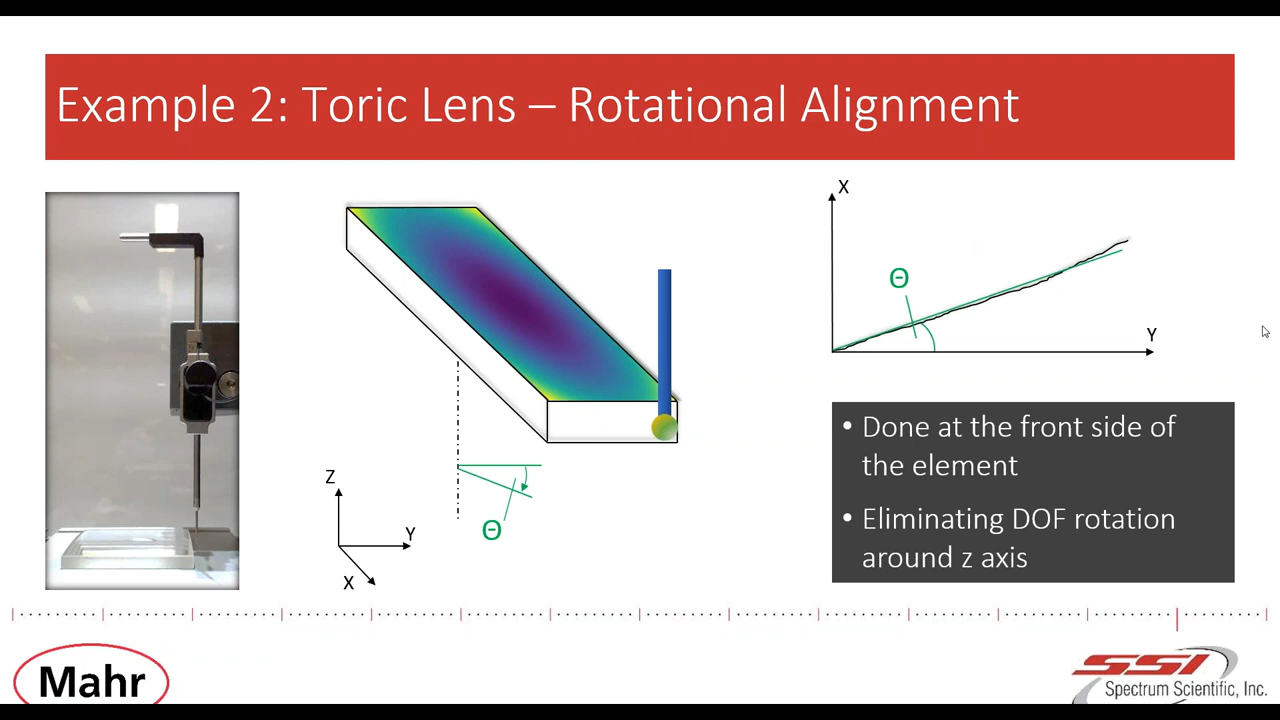 Example 2: Toric Lens – Rotational Alignment
X
Θ
Y
Z
Y
X
Θ
• Done at the front side of
the element
• Eliminating DOF rotation
around z axis
Mahr
SSI
Spectrum Scientific, Inc.